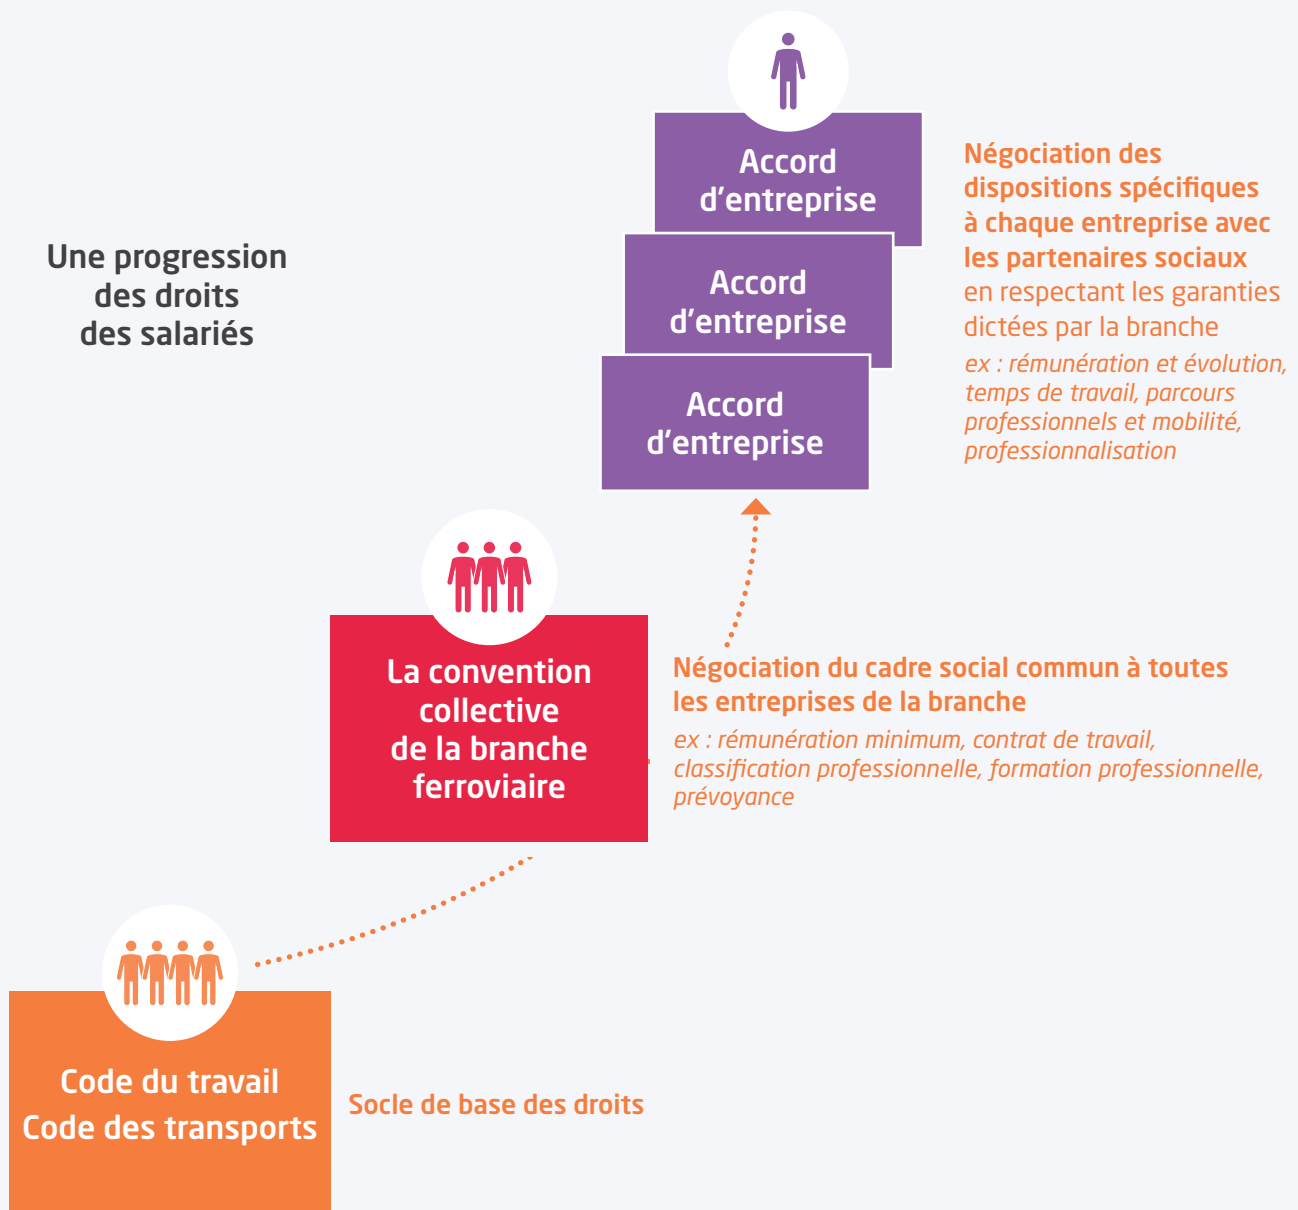 Une progression
des droits
des salariés
Accord
d'entreprise
Accord
d'entreprise
Accord
d'entreprise
Négociation des
dispositions spécifiques
à chaque entreprise avec
les partenaires sociaux
en respectant les garanties
dictées par la branche
ex : rémunération et évolution,
temps de travail, parcours
professionnels et mobilité,
professionnalisation
La convention
collective
de la branche
ferroviaire
Négociation du cadre social commun à toutes
les entreprises de la branche
ex : rémunération minimum, contrat de travail,
classification professionnelle, formation professionnelle,
prévoyance
Code du travail
Code des transports
Socle de base des droits